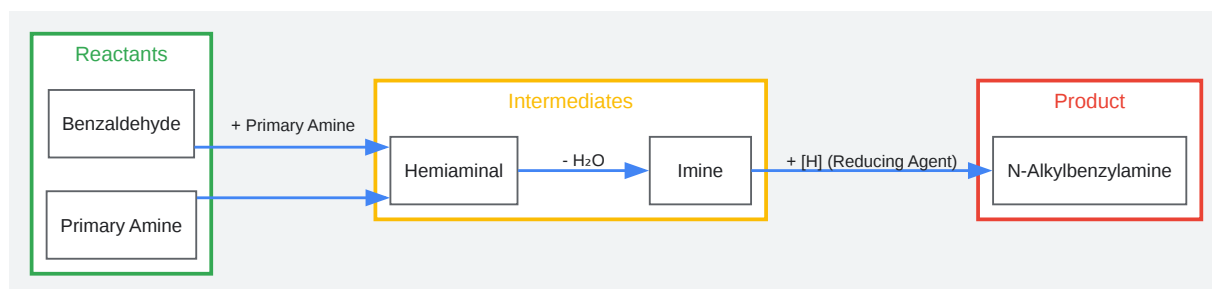 Reactants
Benzaldehyde
Primary Amine
+ Primary Amine
Intermediates
Hemiaminal
- H₂O
Imine
+ [H] (Reducing Agent)
Product
N-Alkylbenzylamine